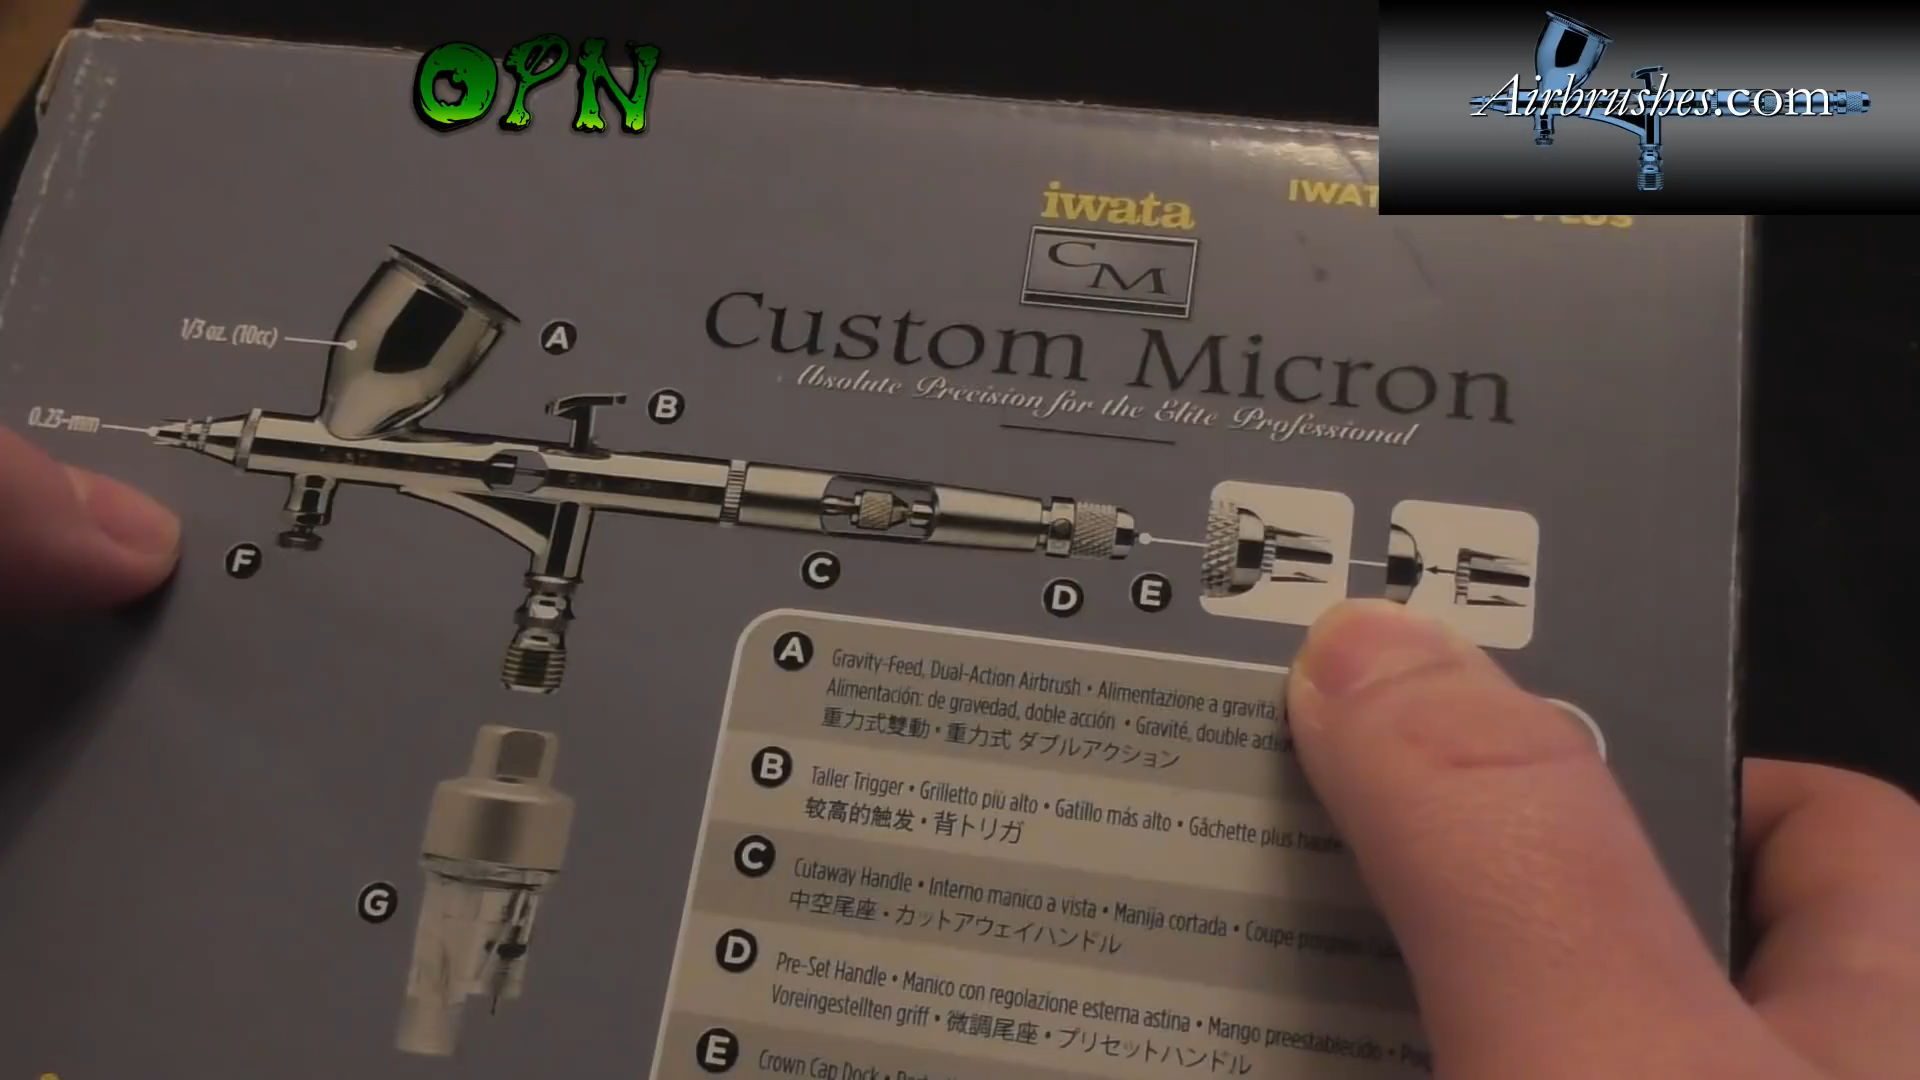 OPN
Airbrushes.com
iwata
CM
Custom Micron
Absolute Precision for the Elite Professional
1/3 oz. (10cc)
0.23-mm
A
B
C
D
E
F
G
A
Gravity-Feed, Dual-Action Airbrush • Alimentazione a gravità,
Alimentación: de gravedad, doble acción • Gravité, double
重力式雙動・重力式 ダブルアクション
B
Taller Trigger • Grilletto più alto • Gatillo más alto • Gâchette plus haute
较高的触发・背トリガ
C
Cutaway Handle • Interno manico a vista • Manija cortada • Coupe
中空尾座・カットアウェイハンドル
D
Pre-Set Handle • Manico con regolazione esterna astina • Mango preestablecido •
Voreingestellten griff • 微調尾座・プリセットハンドル
E
Crown Cap Dock •